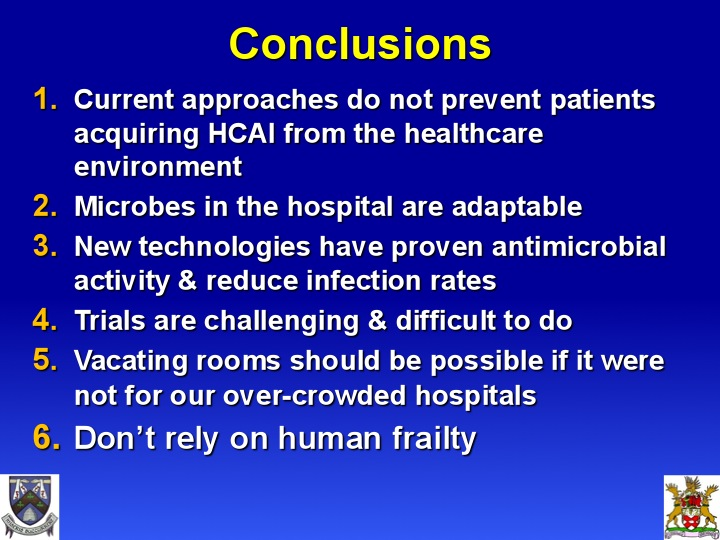 Conclusions
1. Current approaches do not prevent patients
acquiring HCAI from the healthcare
environment
2. Microbes in the hospital are adaptable
3. New technologies have proven antimicrobial
activity & reduce infection rates
4. Trials are challenging & difficult to do
5. Vacating rooms should be possible if it were
not for our over-crowded hospitals
6. Don’t rely on human frailty